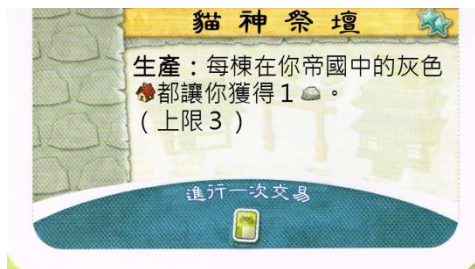 貓神祭壇
生產：每棟在你帝國中的灰色
都讓你獲得1。
（上限3）
進行一次交易